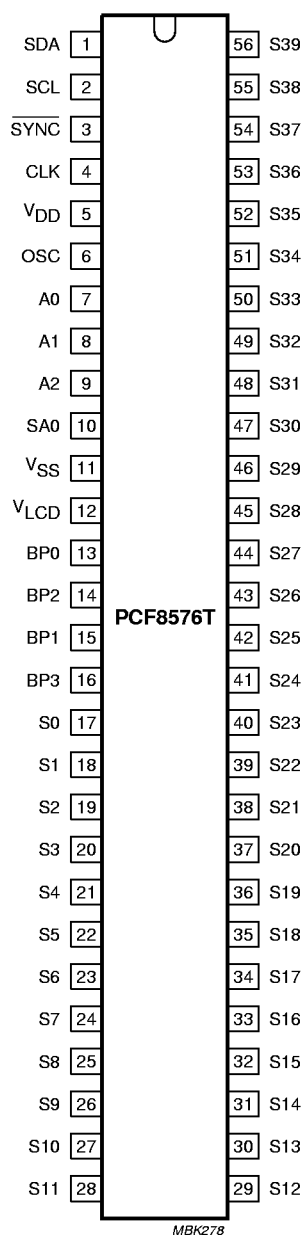 SDA 1 56 S39
SCL 2 55 S38
SYNC 3 54 S37
CLK 4 53 S36
VDD 5 52 S35
OSC 6 51 S34
A0 7 50 S33
A1 8 49 S32
A2 9 48 S31
SA0 10 47 S30
VSS 11 46 S29
VLCD 12 45 S28
BP0 13 44 S27
BP2 14 43 S26
PCF8576T
BP1 15 42 S25
BP3 16 41 S24
S0 17 40 S23
S1 18 39 S22
S2 19 38 S21
S3 20 37 S20
S4 21 36 S19
S5 22 35 S18
S6 23 34 S17
S7 24 33 S16
S8 25 32 S15
S9 26 31 S14
S10 27 30 S13
S11 28 29 S12
MBK278